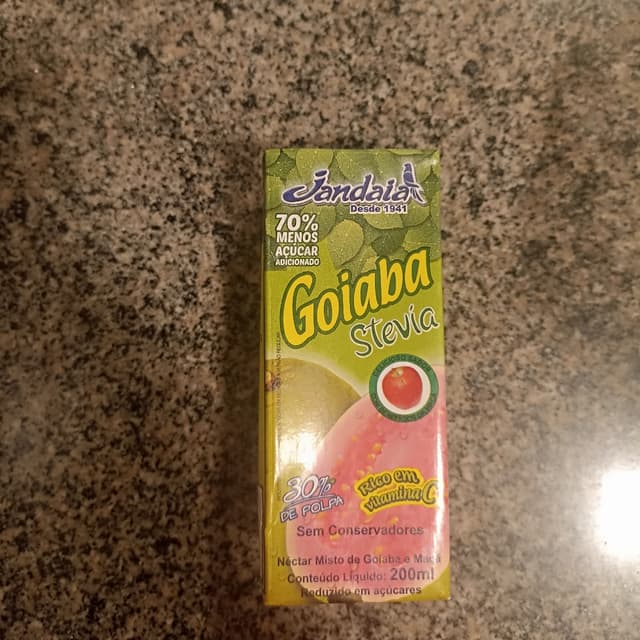 Jandaia
Desde 1941
70%
MENOS
AÇÚCAR
ADICIONADO
Goiaba
Stevia
30%
DE POLPA
Rico em
vitamina C
Sem Conservadores
Néctar Misto de Goiaba e Maçã
Conteúdo Líquido: 200ml
Reduzido em açúcares